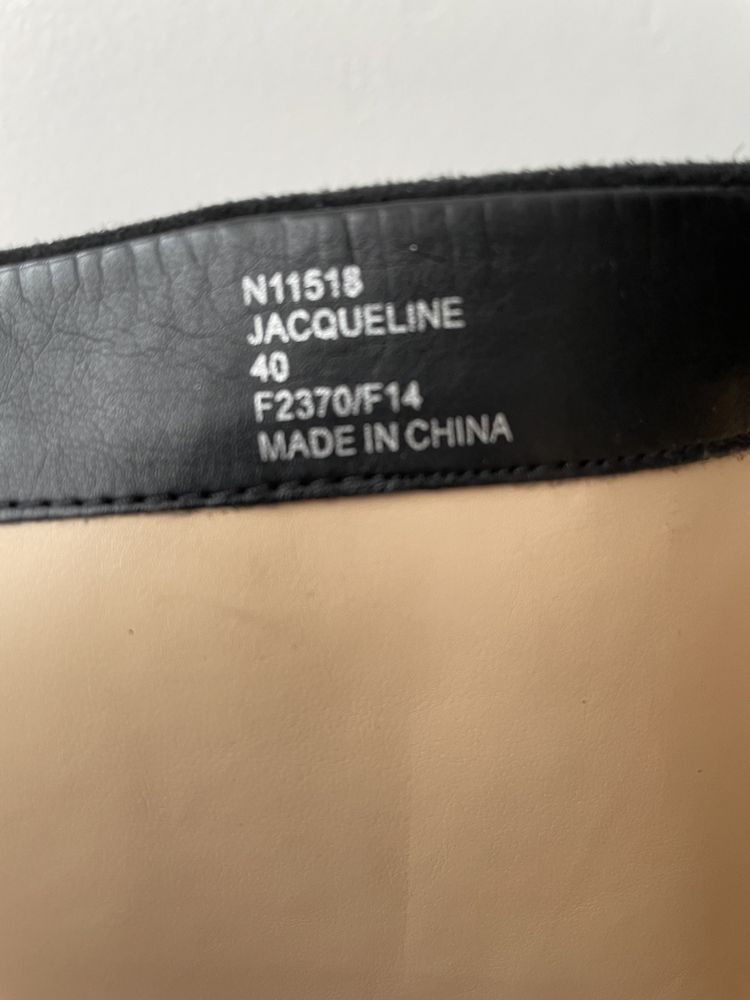 N11518
JACQUELINE
40
F2370/F14
MADE IN CHINA